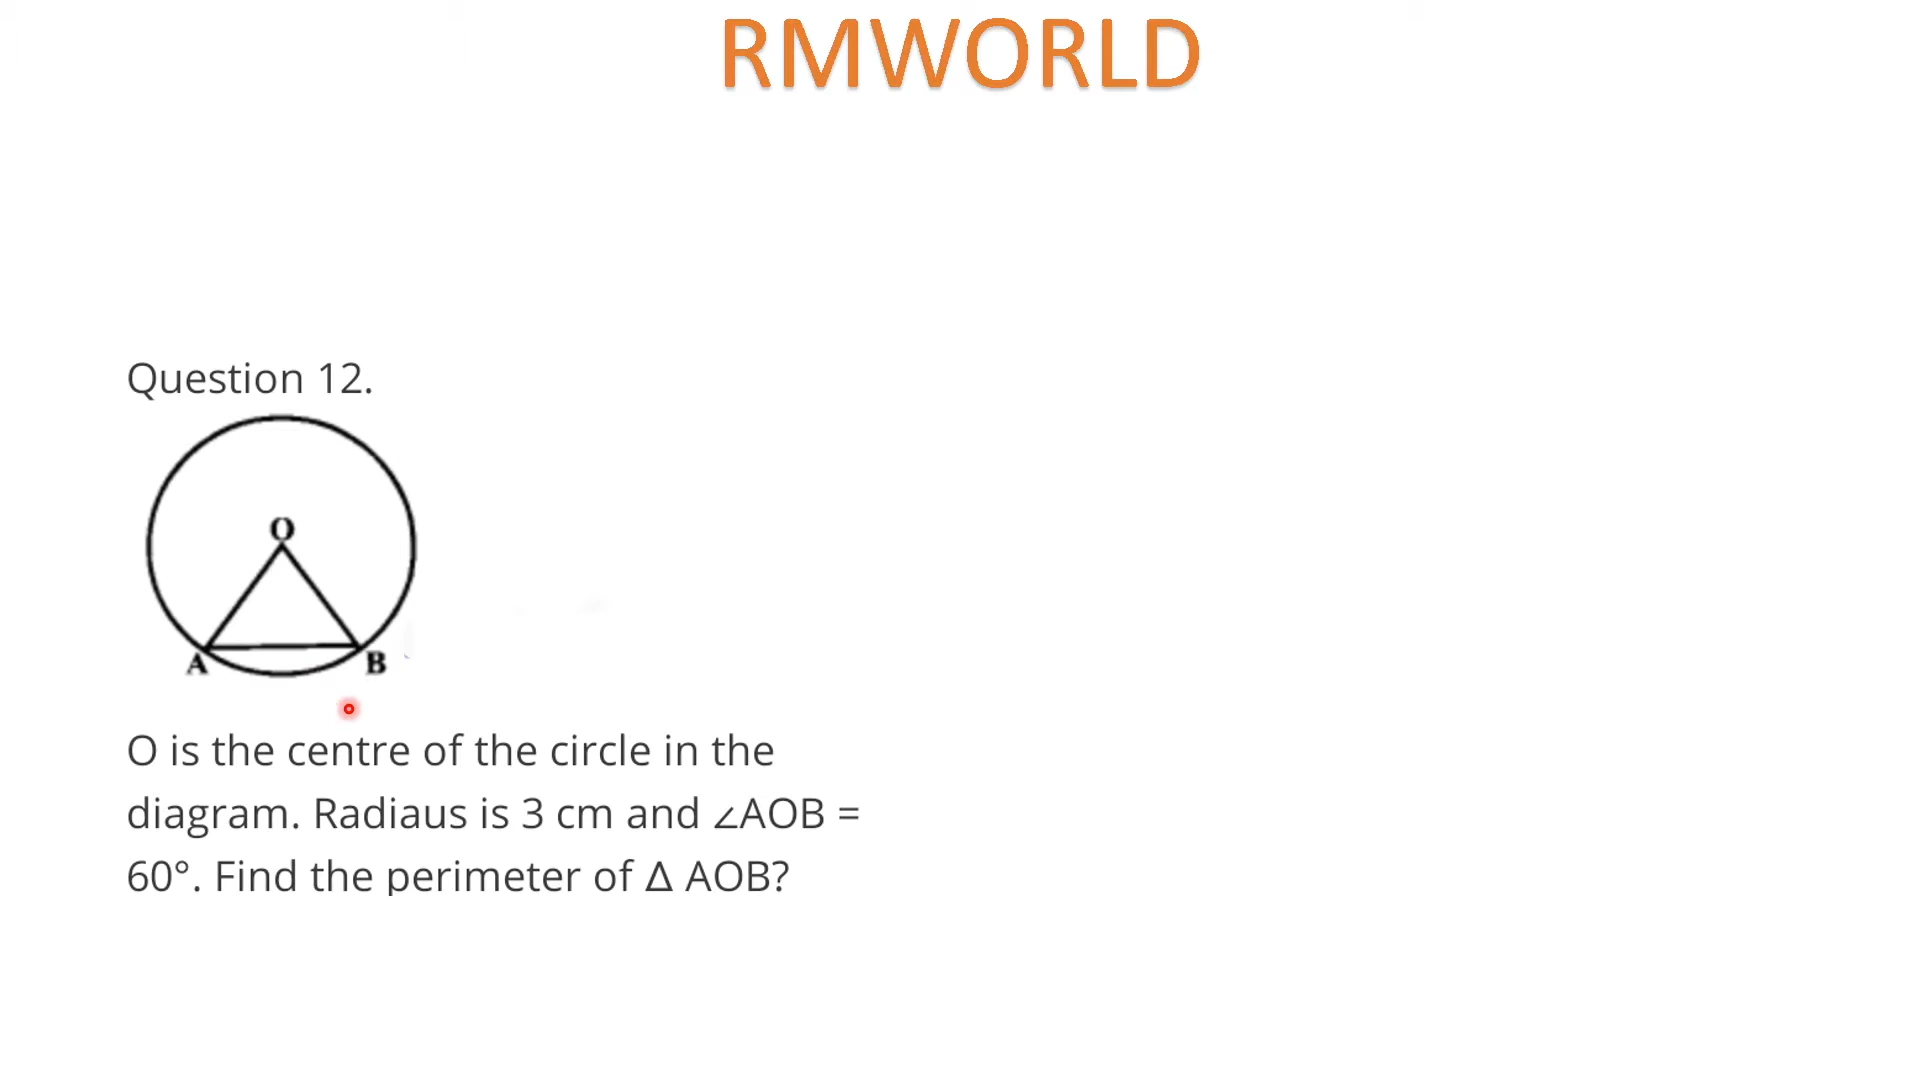 RMWORLD
Question 12.
O
A
B
O is the centre of the circle in the
diagram. Radiaus is 3 cm and ∠AOB =
60°. Find the perimeter of Δ AOB?